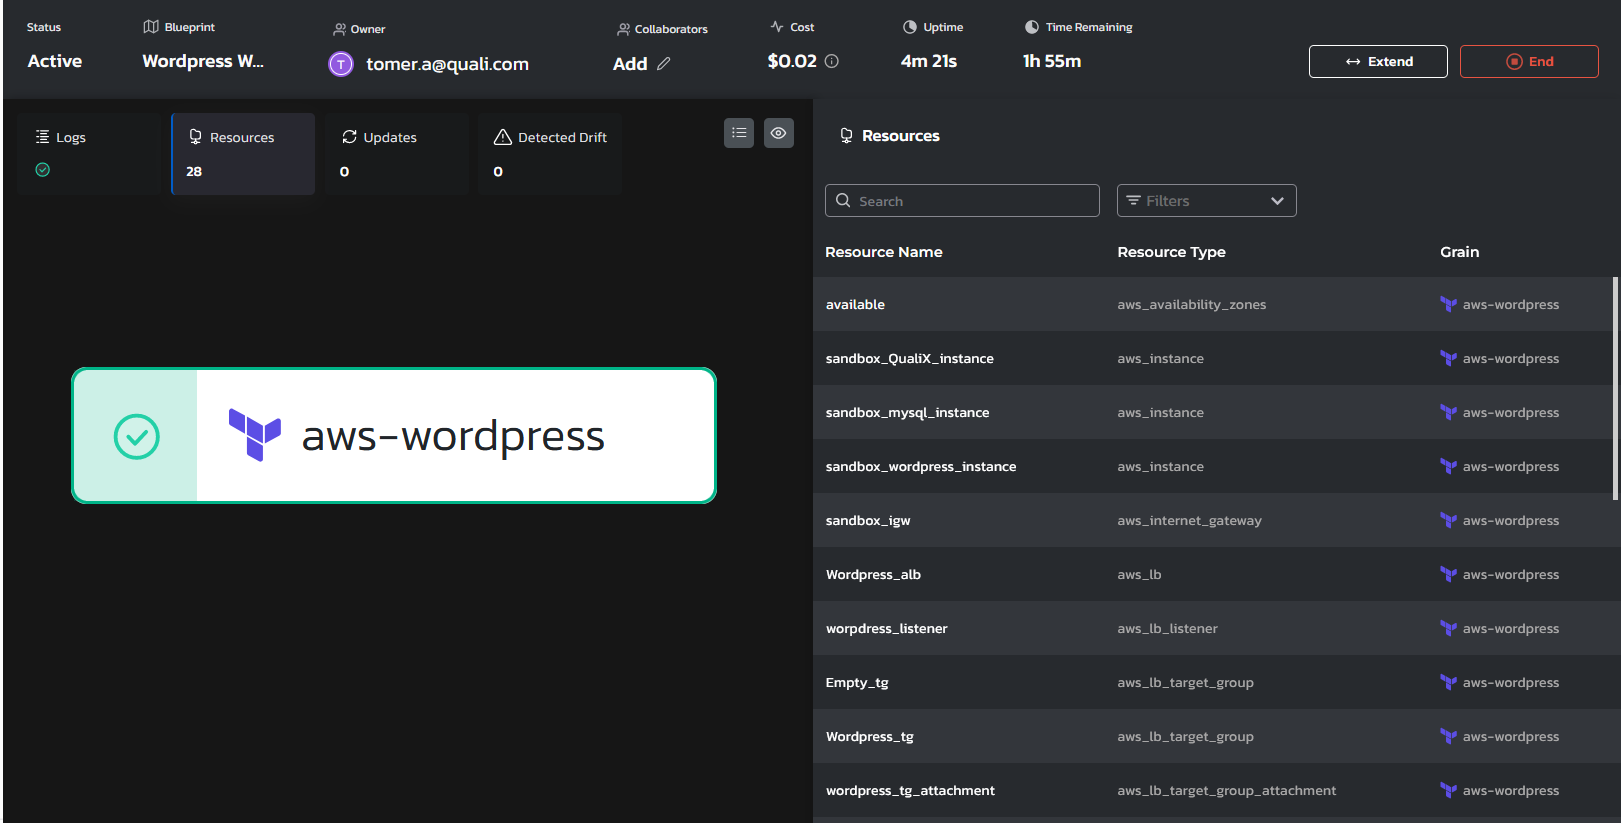 Status Blueprint Owner Collaborators Cost Uptime Time Remaining
Active Wordpress W... T tomer.a@quali.com Add $0.02 4m 21s 1h 55m Extend End
Logs Resources Updates Detected Drift
28 0 0
aws-wordpress
Resources
Search Filters
Resource Name Resource Type Grain
available aws_availability_zones aws-wordpress
sandbox_QualiX_instance aws_instance aws-wordpress
sandbox_mysql_instance aws_instance aws-wordpress
sandbox_wordpress_instance aws_instance aws-wordpress
sandbox_igw aws_internet_gateway aws-wordpress
Wordpress_alb aws_lb aws-wordpress
worpdress_listener aws_lb_listener aws-wordpress
Empty_tg aws_lb_target_group aws-wordpress
Wordpress_tg aws_lb_target_group aws-wordpress
wordpress_tg_attachment aws_lb_target_group_attachment aws-wordpress